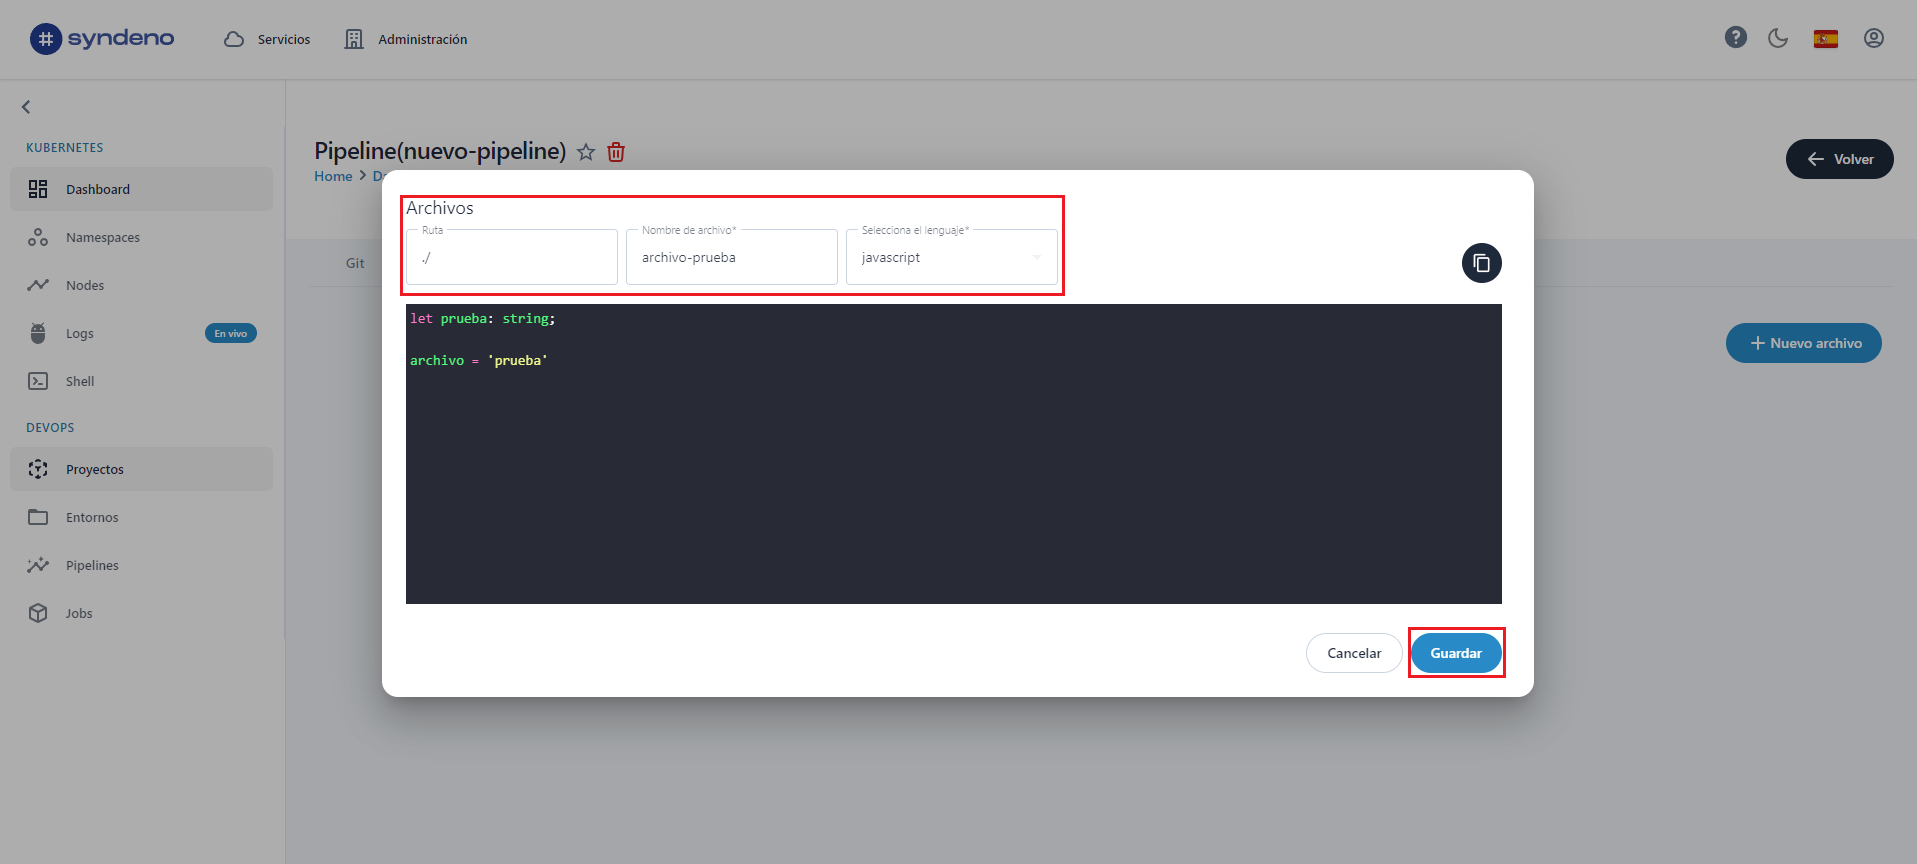 # syndeno
Servicios
Administración
?
KUBERNETES
Dashboard
Namespaces
Nodes
Logs
En vivo
Shell
DEVOPS
Proyectos
Entornos
Pipelines
Jobs
Pipeline(nuevo-pipeline)
Home
Volver
Git
+ Nuevo archivo
Archivos
Ruta
./
Nombre de archivo*
archivo-prueba
Selecciona el lenguaje*
javascript
let prueba: string;
archivo = 'prueba'
Cancelar
Guardar